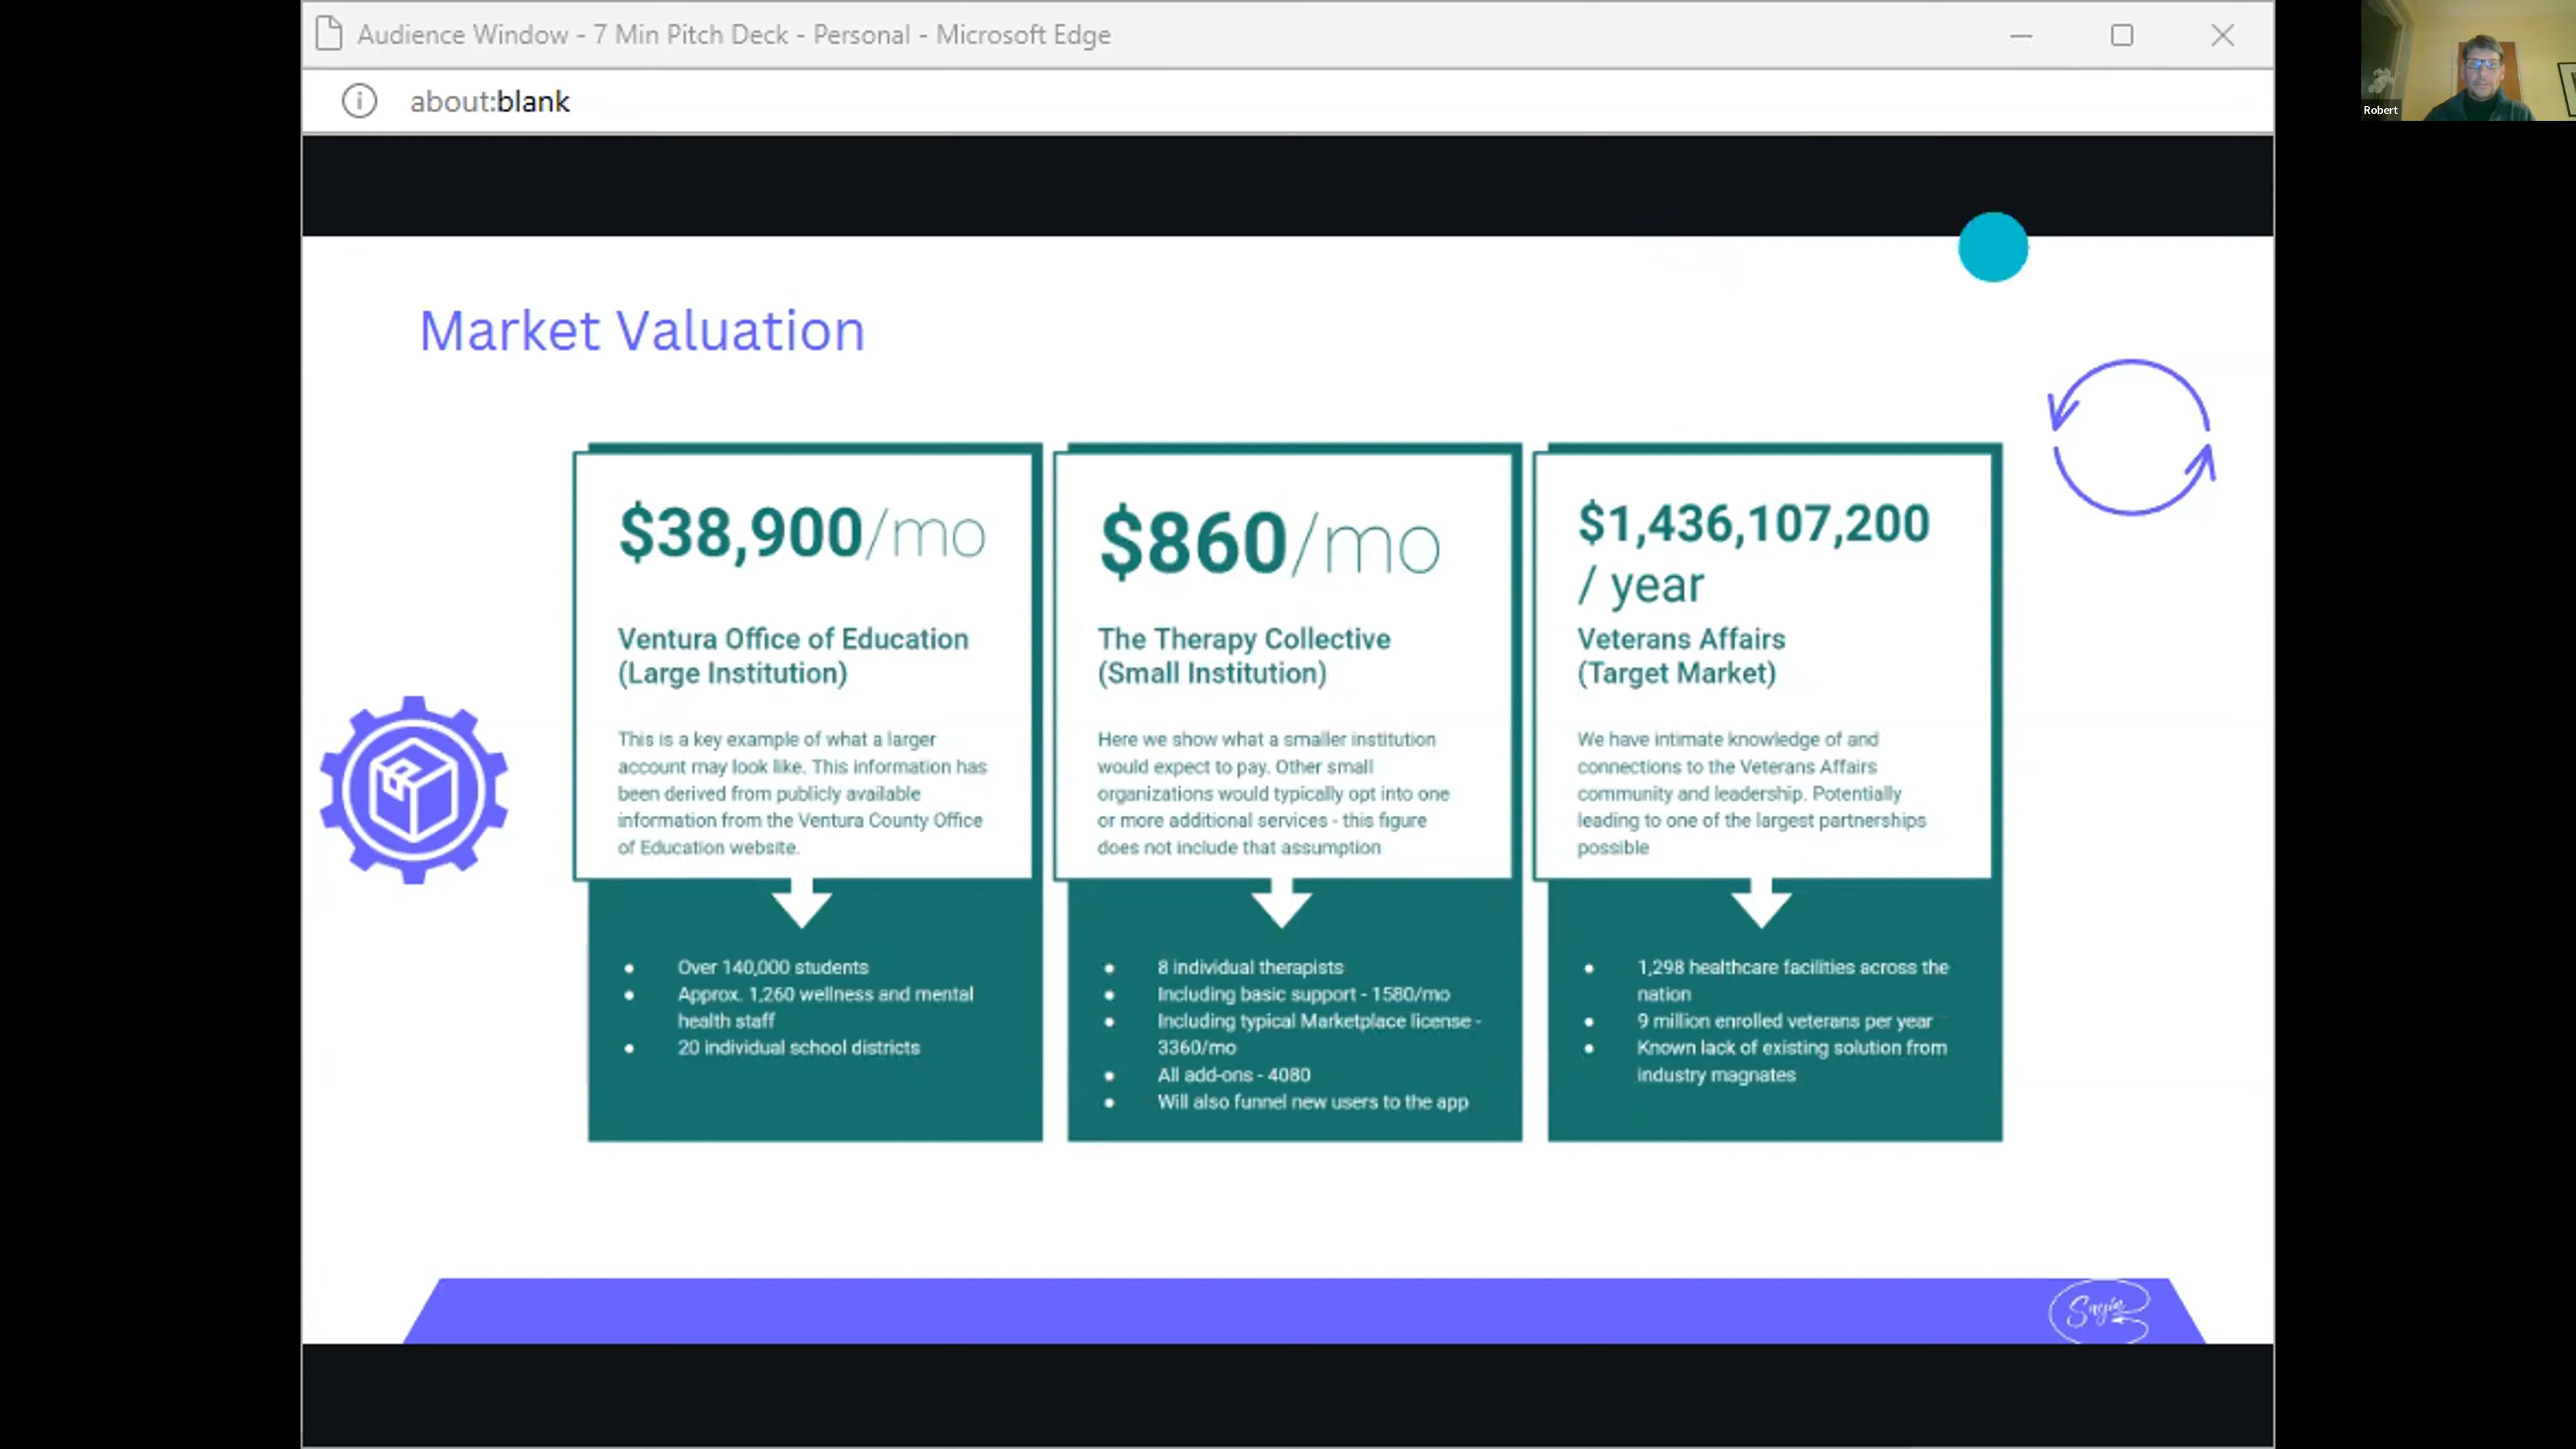 Audience Window - 7 Min Pitch Deck - Personal - Microsoft Edge
about:blank
Robert
Market Valuation
$38,900/mo
Ventura Office of Education
(Large Institution)
This is a key example of what a larger
account may look like. This information has
been derived from publicly available
information from the Ventura County Office
of Education website.
Over 140,000 students
Approx. 1,260 wellness and mental
health staff
20 individual school districts
$860/mo
The Therapy Collective
(Small Institution)
Here we show what a smaller institution
would expect to pay. Other small
organizations would typically opt into one
or more additional services - this figure
does not include that assumption
8 individual therapists
Including basic support - 1580/mo
Including typical Marketplace license -
3360/mo
All add-ons - 4080
Will also funnel new users to the app
$1,436,107,200
/ year
Veterans Affairs
(Target Market)
We have intimate knowledge of and
connections to the Veterans Affairs
community and leadership. Potentially
leading to one of the largest partnerships
possible
1,298 healthcare facilities across the
nation
9 million enrolled veterans per year
Known lack of existing solution from
industry magnates